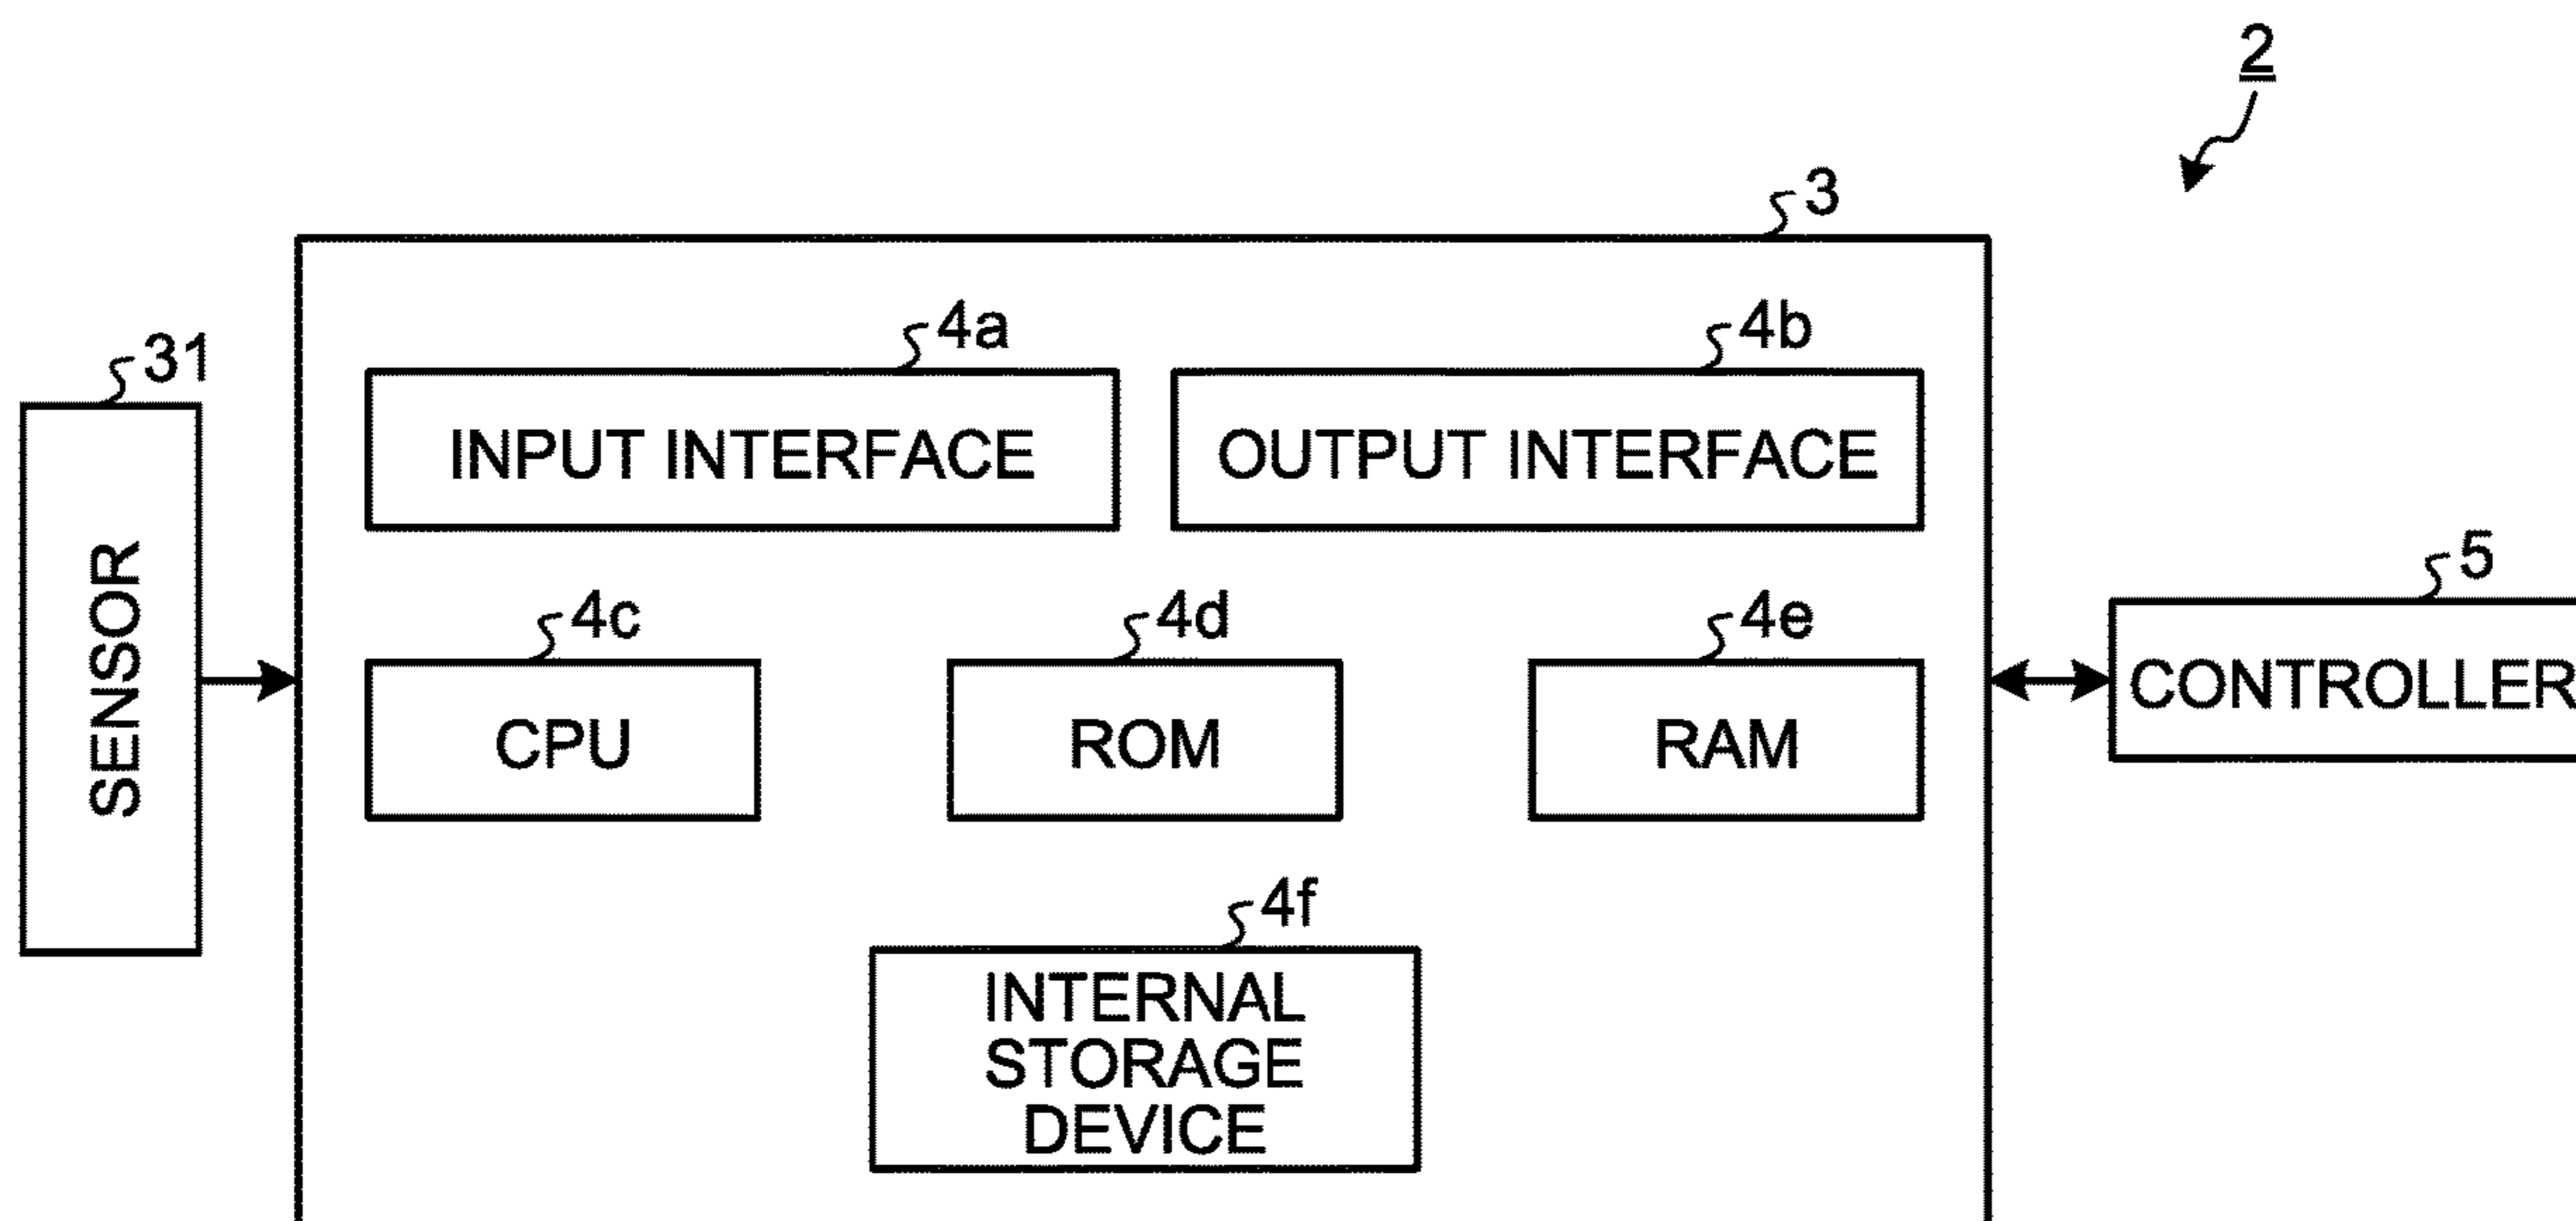 2
3
4a
4b
31
INPUT INTERFACE
OUTPUT INTERFACE
5
4c
4d
4e
SENSOR
CONTROLLER
CPU
ROM
RAM
4f
INTERNAL
STORAGE
DEVICE